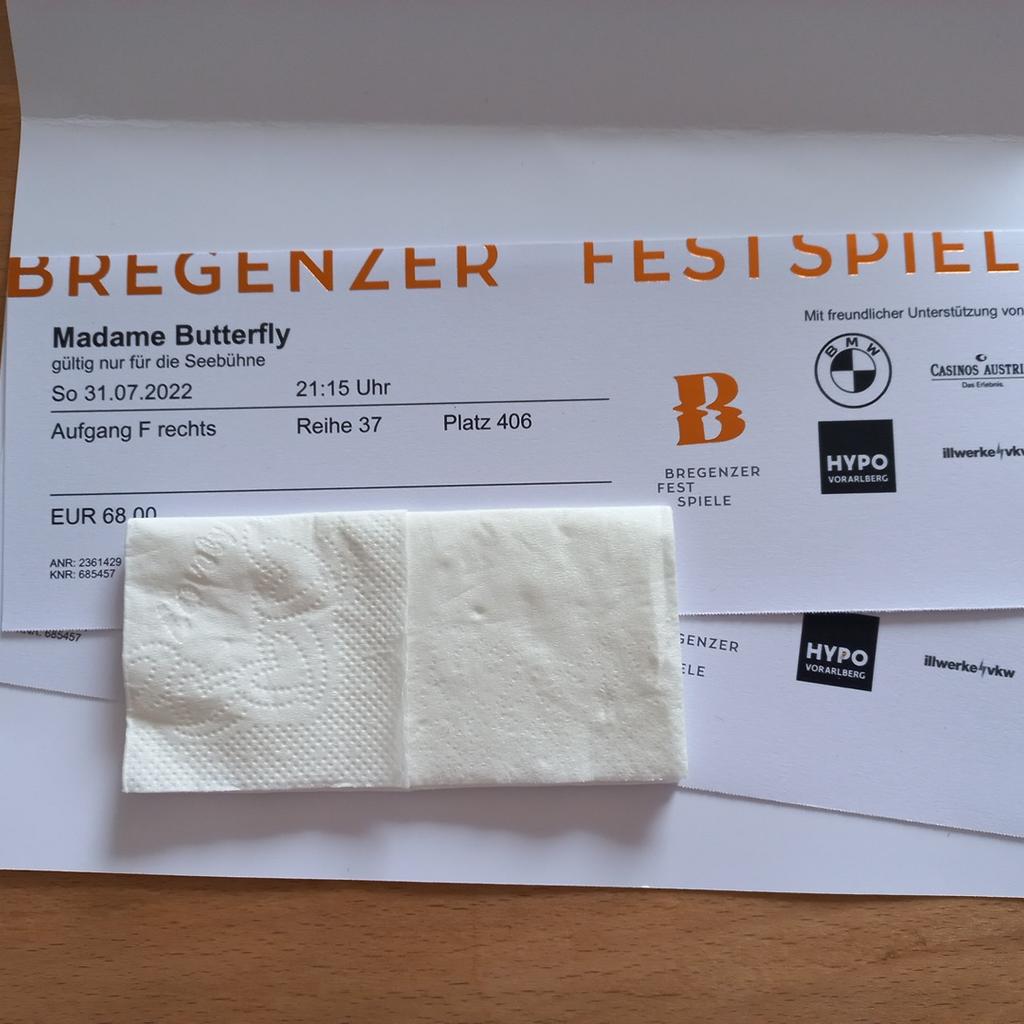 BREGENZER FESTSPIEL
Madame Butterfly
gültig nur für die Seebühne
So 31.07.2022 21:15 Uhr
Aufgang F rechts Reihe 37 Platz 406
EUR 68.00
ANR: 2361429
KNR: 685457
Mit freundlicher Unterstützung von
BMW
CASINOS AUSTRI
Das Erlebnis.
HYPO
VORARLBERG
illwerke vkw
B
BREGENZER
FEST
SPIELE
685457
GENZER
ELE
HYPO
VORARLBERG
illwerke vkw